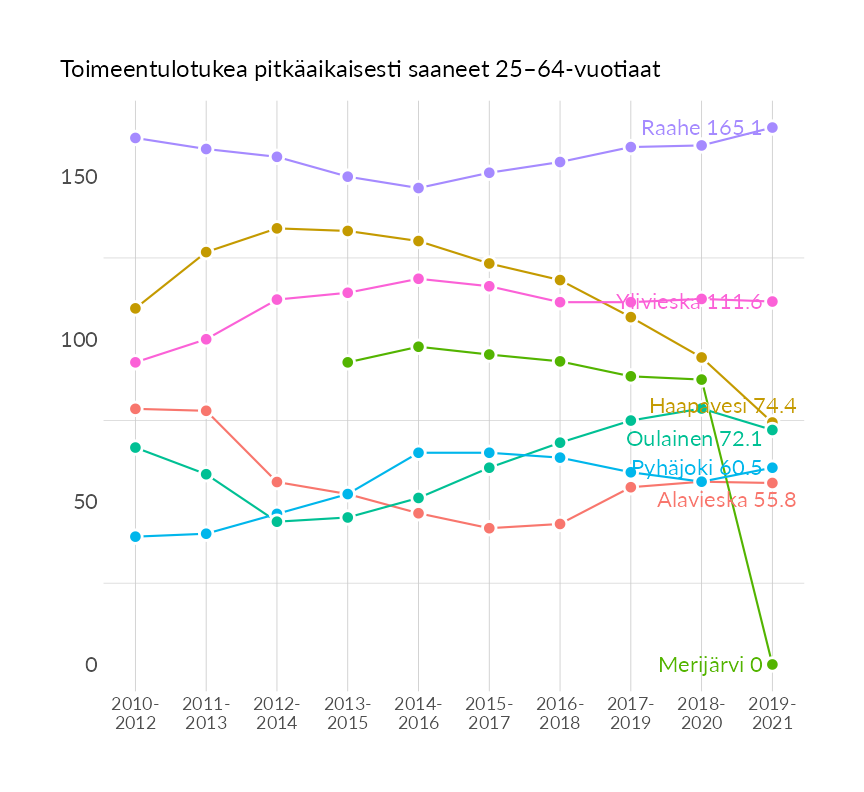 Toimeentulotukea pitkäaikaisesti saaneet 25–64-vuotiaat
Raahe 165.1
150
Ylivieska 111.6
100
Haapavesi 74.4
Oulainen 72.1
Pyhäjoki 60.5
50
Alavieska 55.8
0
Merijärvi 0
2010- 2011- 2012- 2013- 2014- 2015- 2016- 2017- 2018- 2019-
2012 2013 2014 2015 2016 2017 2018 2019 2020 2021